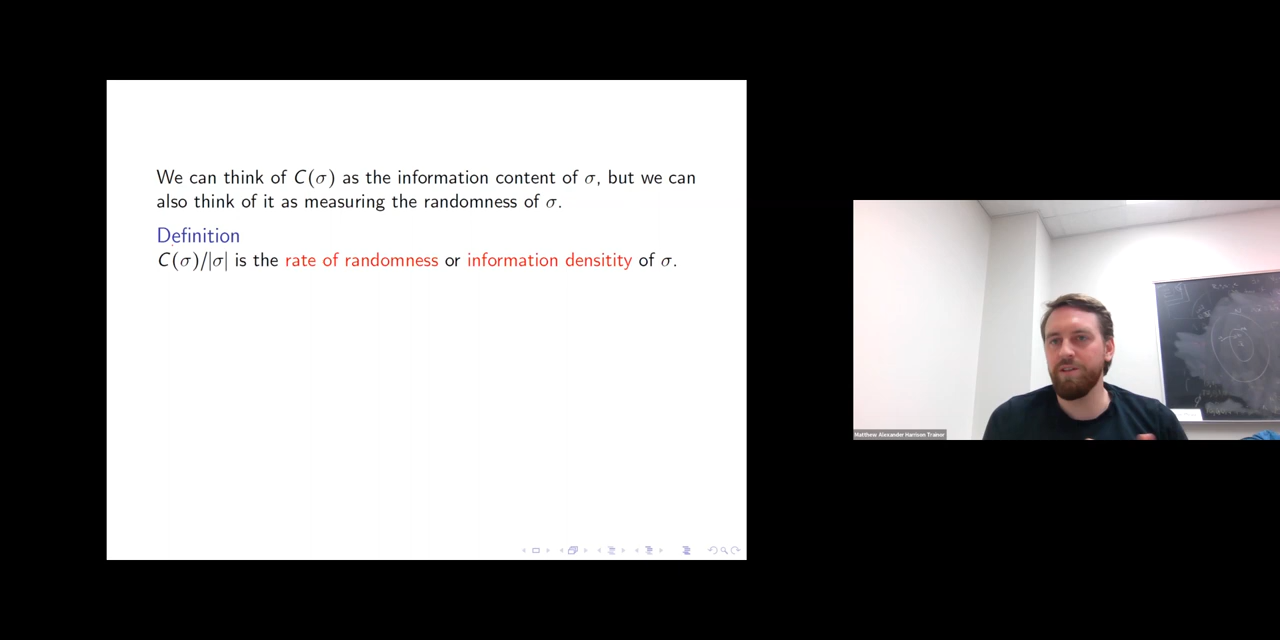 We can think of C(σ) as the information content of σ, but we can
also think of it as measuring the randomness of σ.
Definition
C(σ)/|σ| is the rate of randomness or information densitity of σ.
Matthew Alexander Harrison Trainor